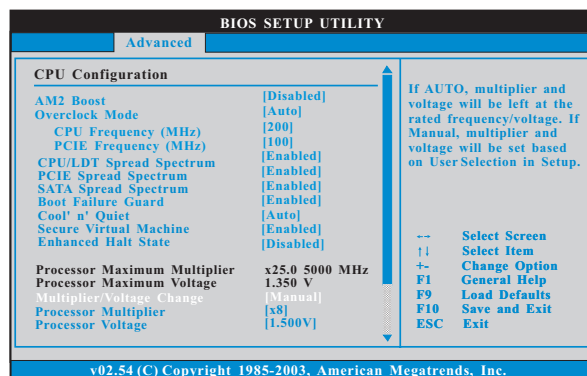 BIOS SETUP UTILITY
Advanced
CPU Configuration
AM2 Boost [Disabled]
Overclock Mode [Auto]
CPU Frequency (MHz) [200]
PCIE Frequency (MHz) [100]
CPU/LDT Spread Spectrum [Enabled]
PCIE Spread Spectrum [Enabled]
SATA Spread Spectrum [Enabled]
Boot Failure Guard [Enabled]
Cool' n' Quiet [Auto]
Secure Virtual Machine [Enabled]
Enhanced Halt State [Disabled]
Processor Maximum Multiplier x25.0 5000 MHz
Processor Maximum Voltage 1.350 V
Multiplier/Voltage Change [Manual]
Processor Multiplier [x8]
Processor Voltage [1.500V]
If AUTO, multiplier and
voltage will be left at the
rated frequency/voltage. If
Manual, multiplier and
voltage will be set based
on User Selection in Setup.
←→ Select Screen
↑↓ Select Item
+- Change Option
F1 General Help
F9 Load Defaults
F10 Save and Exit
ESC Exit
v02.54 (C) Copyright 1985-2003, American Megatrends, Inc.